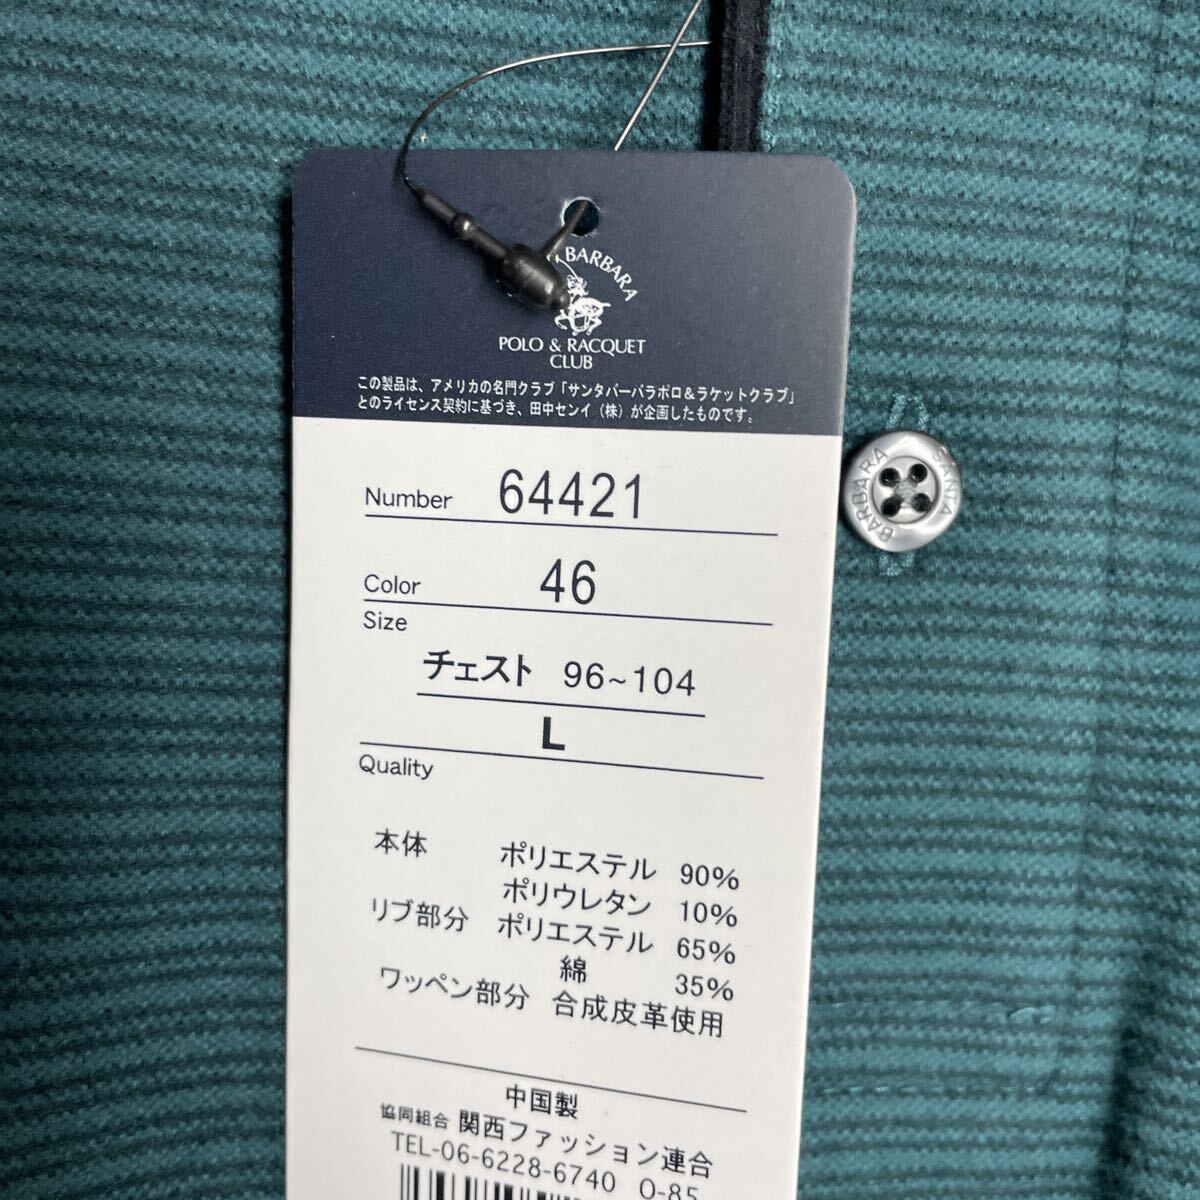 BARBARA
POLO & RACQUET
CLUB
この製品は、アメリカの名門クラブ「サンタバーバラポロ&ラケットクラブ」
とのライセンス契約に基づき、田中センイ(株)が企画したものです。
Number 64421
Color 46
Size
チェスト 96~104
L
Quality
本体 ポリエステル 90%
ポリウレタン 10%
リブ部分 ポリエステル 65%
綿 35%
ワッペン部分 合成皮革使用
中国製
協同組合 関西ファッション連合
TEL-06-6228-6740 O-85
SANTA
BARBARA